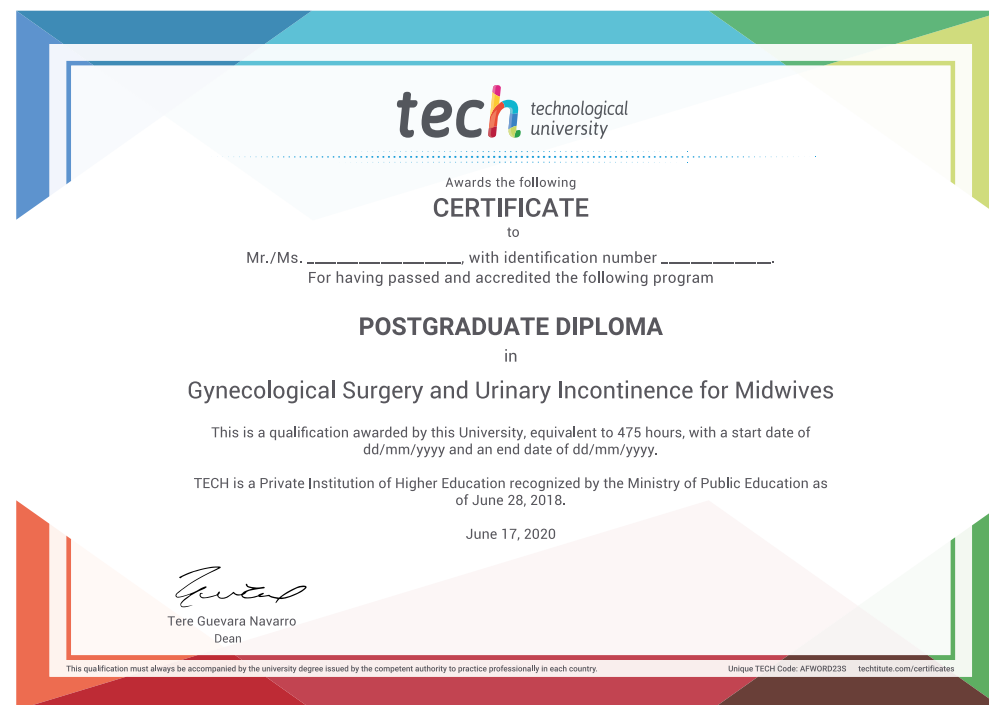 tech technological
university
Awards the following
CERTIFICATE
to
Mr./Ms. ____________________, with identification number ______________.
For having passed and accredited the following program
POSTGRADUATE DIPLOMA
in
Gynecological Surgery and Urinary Incontinence for Midwives
This is a qualification awarded by this University, equivalent to 475 hours, with a start date of
dd/mm/yyyy and an end date of dd/mm/yyyy.
TECH is a Private Institution of Higher Education recognized by the Ministry of Public Education as
of June 28, 2018.
June 17, 2020
Tere Guevara Navarro
Dean
This qualification must always be accompanied by the university degree issued by the competent authority to practice professionally in each country.
Unique TECH Code: AFWORD23S techtitute.com/certificates